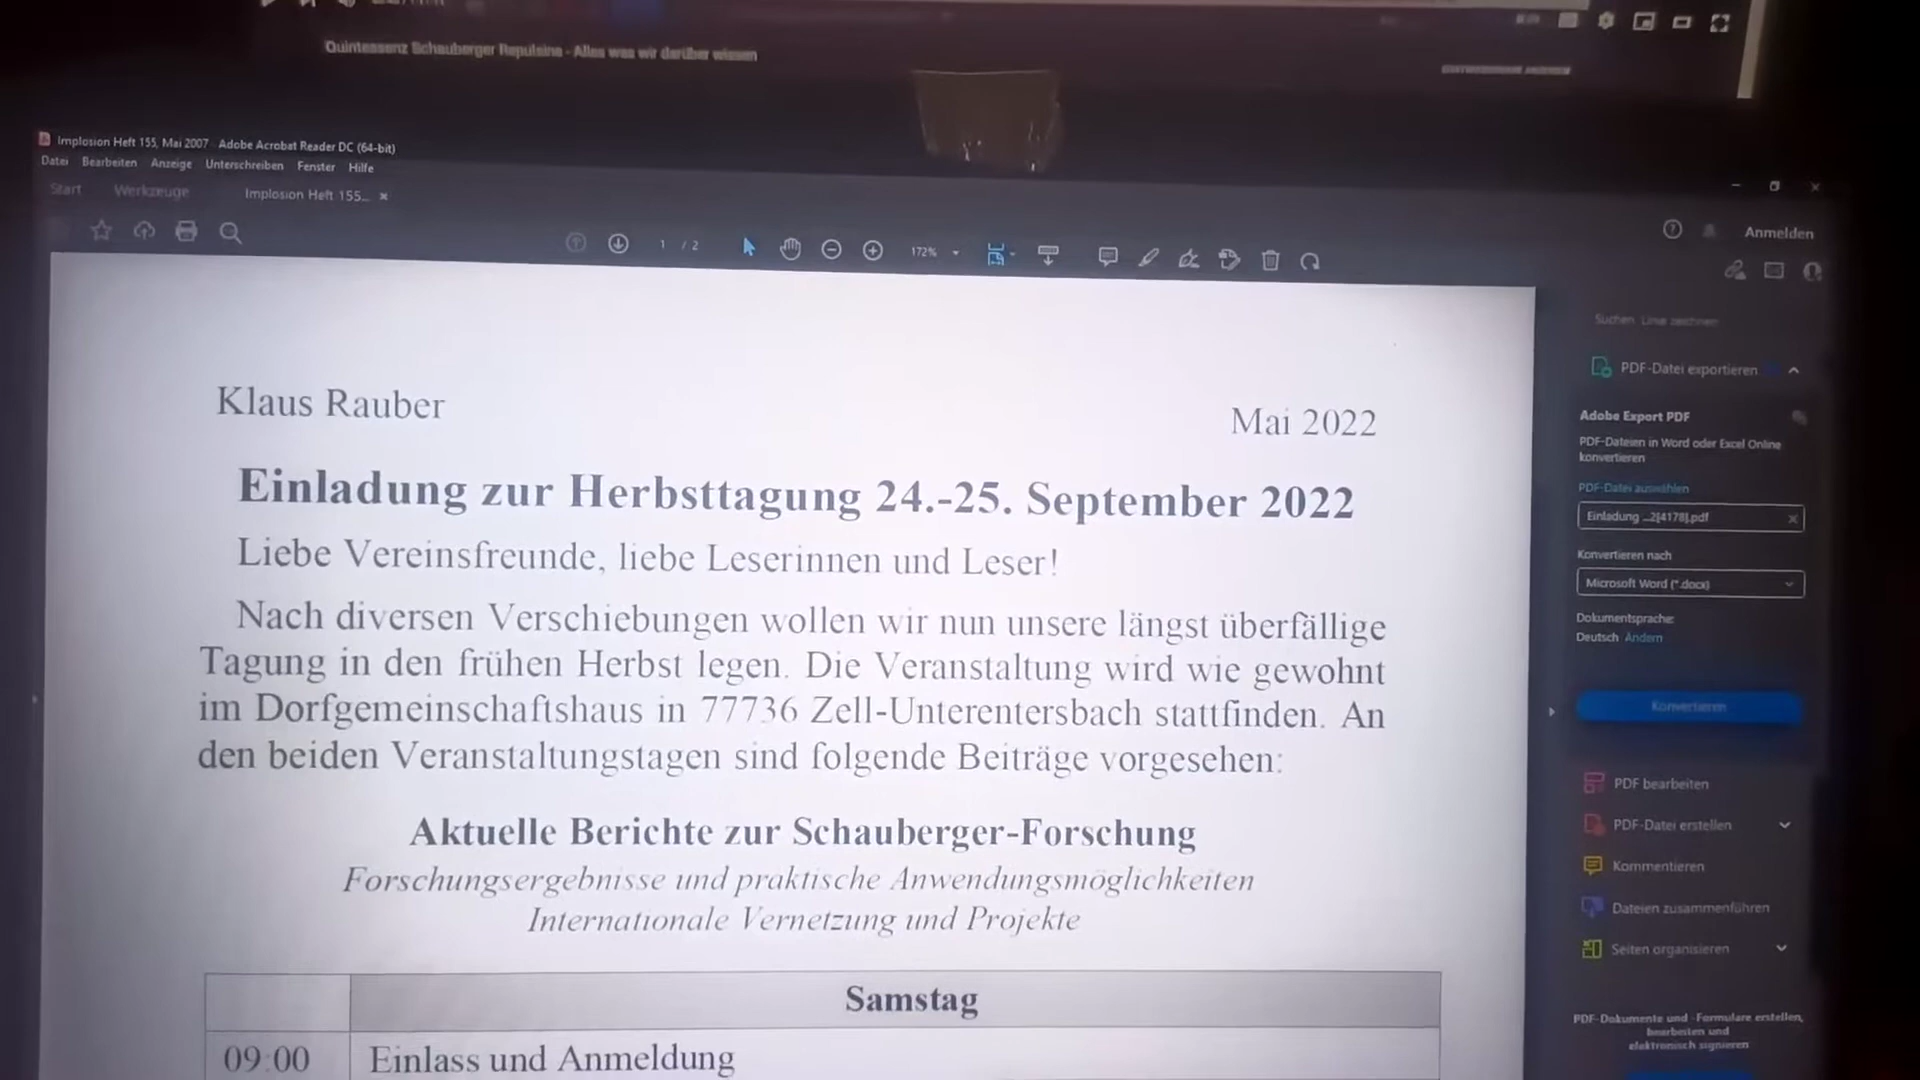 Quintessenz Schauberger Repulsine - Alles was wir darüber wissen
Implosion Heft 155, Mai 2007 - Adobe Acrobat Reader DC (64-bit)
Datei Bearbeiten Anzeige Unterschreiben Fenster Hilfe
Start Werkzeuge Implosion Heft 155...
1 / 2 172%
Anmelden
Klaus Rauber
Mai 2022
Einladung zur Herbsttagung 24.-25. September 2022
Liebe Vereinsfreunde, liebe Leserinnen und Leser!
Nach diversen Verschiebungen wollen wir nun unsere längst überfällige
Tagung in den frühen Herbst legen. Die Veranstaltung wird wie gewohnt
im Dorfgemeinschaftshaus in 77736 Zell-Unterentersbach stattfinden. An
den beiden Veranstaltungstagen sind folgende Beiträge vorgesehen:
Aktuelle Berichte zur Schauberger-Forschung
Forschungsergebnisse und praktische Anwendungsmöglichkeiten
Internationale Vernetzung und Projekte
Samstag
09:00 Einlass und Anmeldung
PDF-Datei exportieren
Adobe Export PDF
PDF-Dateien in Word oder Excel Online
konvertieren
PDF-Datei auswählen
Einladung ...2[4178].pdf
Konvertieren nach
Microsoft Word (*.docx)
Dokumentsprache:
Deutsch Ändern
Konvertieren
PDF bearbeiten
PDF-Datei erstellen
Kommentieren
Dateien zusammenführen
Seiten organisieren
PDF-Dokumente und -Formulare erstellen,
bearbeiten und
elektronisch signieren